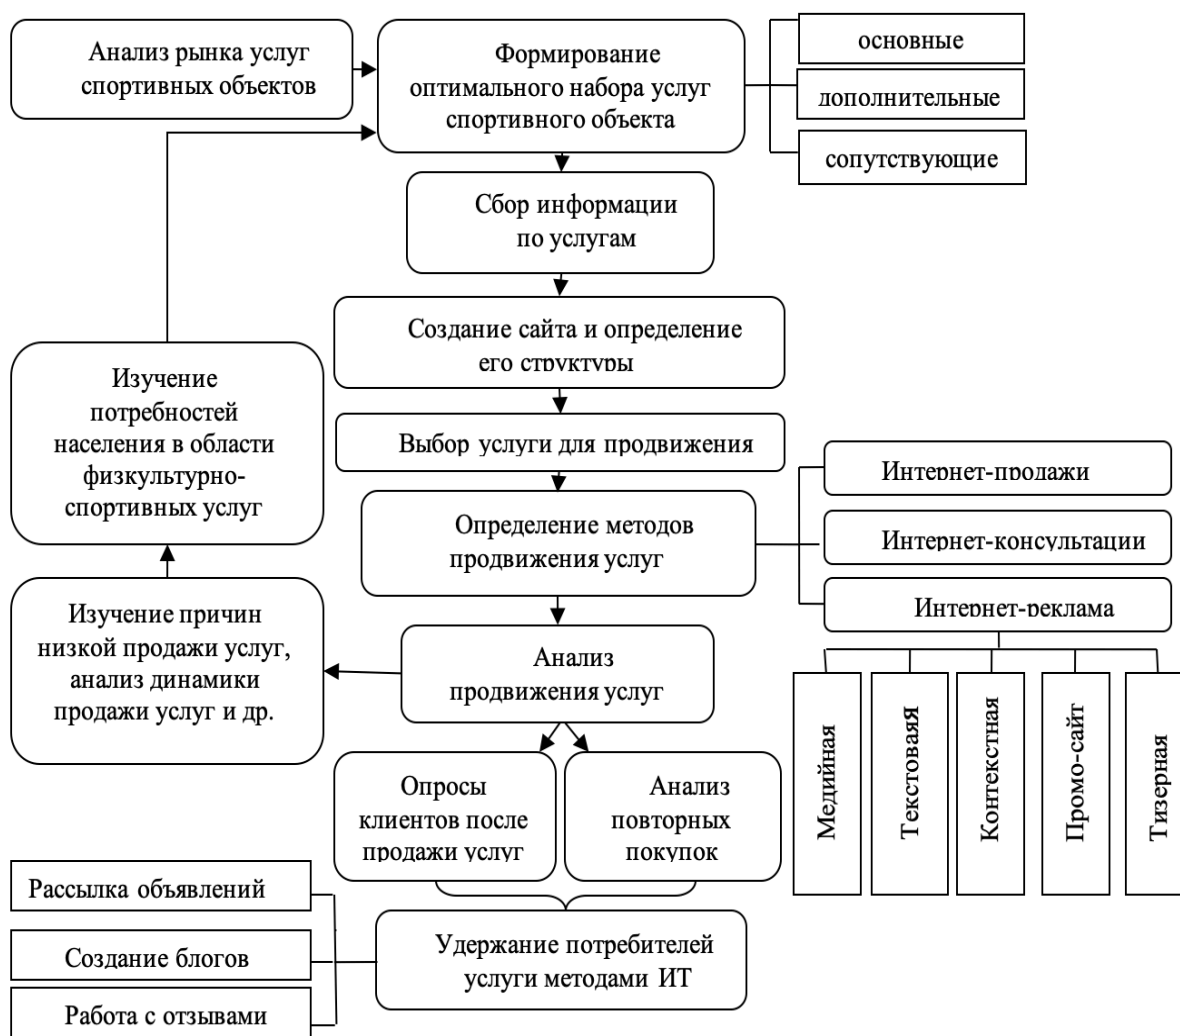 Анализ рынка услуг
спортивных объектов
Формирование
оптимального набора услуг
спортивного объекта
основные
дополнительные
сопутствующие
Сбор информации
по услугам
Создание сайта и определение
его структуры
Выбор услуги для продвижения
Изучение
потребностей
населения в области
физкультурно-
спортивных услуг
Определение методов
продвижения услуг
Интернет-продажи
Интернет-консультации
Интернет-реклама
Медийная
Текстоваяя
Контекстная
Промо-сайт
Тизерная
Изучение причин
низкой продажи услуг,
анализ динамики
продажи услуг и др.
Анализ
продвижения услуг
Опросы
клиентов после
продажи услуг
Анализ
повторных
покупок
Удержание потребителей
услуги методами ИТ
Рассылка объявлений
Создание блогов
Работа с отзывами